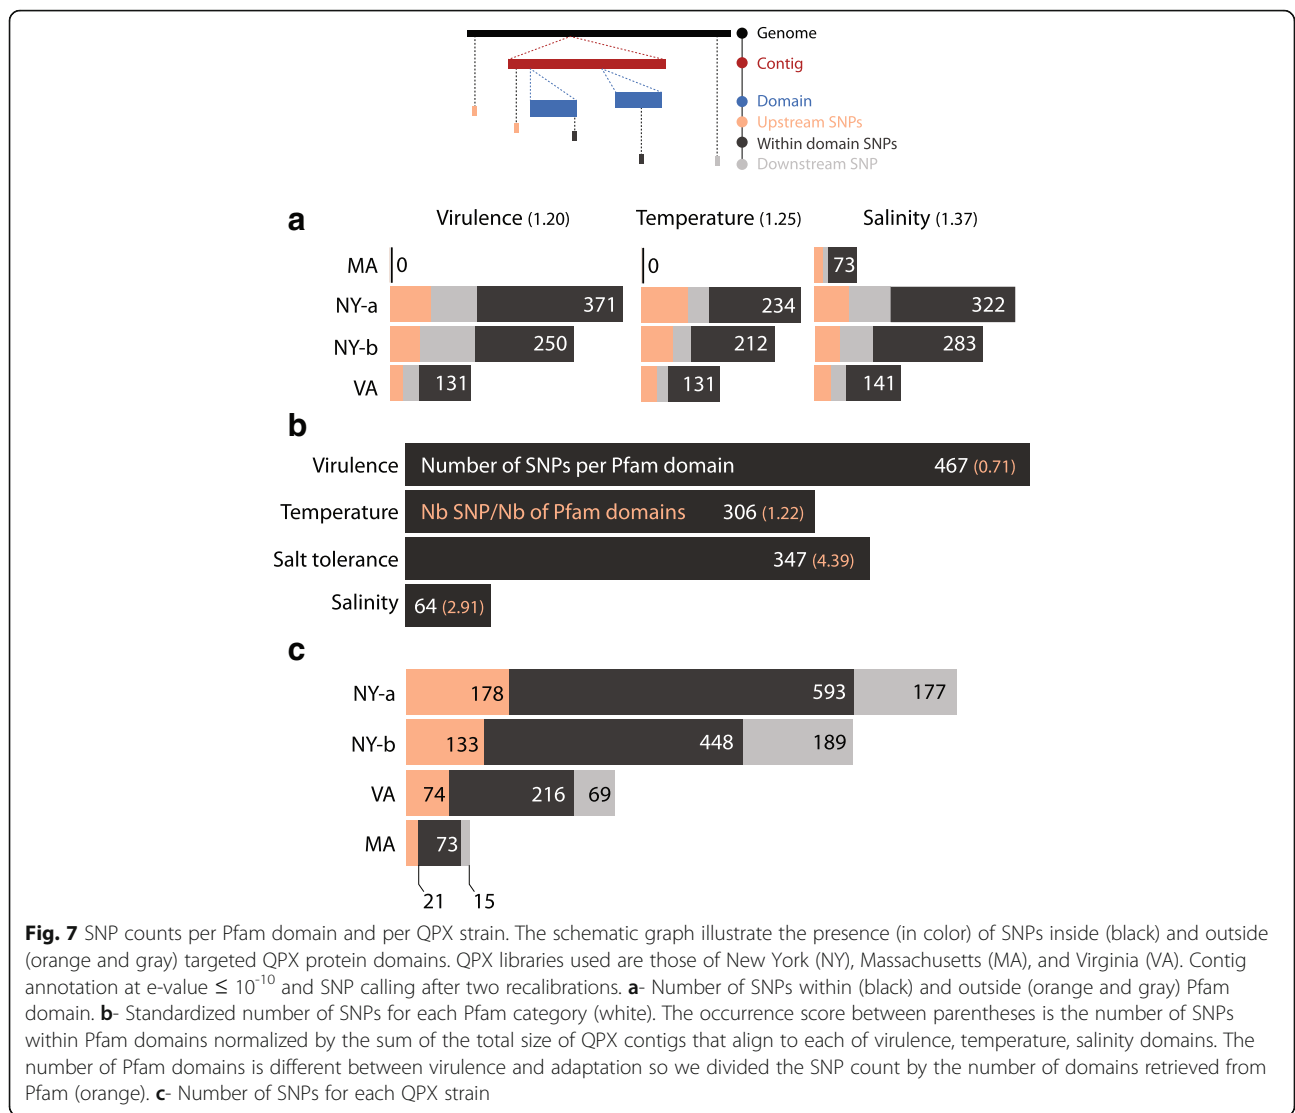 Genome
Contig
Domain
Upstream SNPs
Within domain SNPs
Downstream SNP
a
Virulence (1.20) Temperature (1.25) Salinity (1.37)
MA 0 0 73
NY-a 371 234 322
NY-b 250 212 283
VA 131 131 141
b
Virulence Number of SNPs per Pfam domain 467 (0.71)
Temperature Nb SNP/Nb of Pfam domains 306 (1.22)
Salt tolerance 347 (4.39)
Salinity 64 (2.91)
c
NY-a 178 593 177
NY-b 133 448 189
VA 74 216 69
MA 73
21 15
Fig. 7 SNP counts per Pfam domain and per QPX strain. The schematic graph illustrate the presence (in color) of SNPs inside (black) and outside
(orange and gray) targeted QPX protein domains. QPX libraries used are those of New York (NY), Massachusetts (MA), and Virginia (VA). Contig
annotation at e-value ≤ 10⁻¹⁰ and SNP calling after two recalibrations. a- Number of SNPs within (black) and outside (orange and gray) Pfam
domain. b- Standardized number of SNPs for each Pfam category (white). The occurrence score between parentheses is the number of SNPs
within Pfam domains normalized by the sum of the total size of QPX contigs that align to each of virulence, temperature, salinity domains. The
number of Pfam domains is different between virulence and adaptation so we divided the SNP count by the number of domains retrieved from
Pfam (orange). c- Number of SNPs for each QPX strain